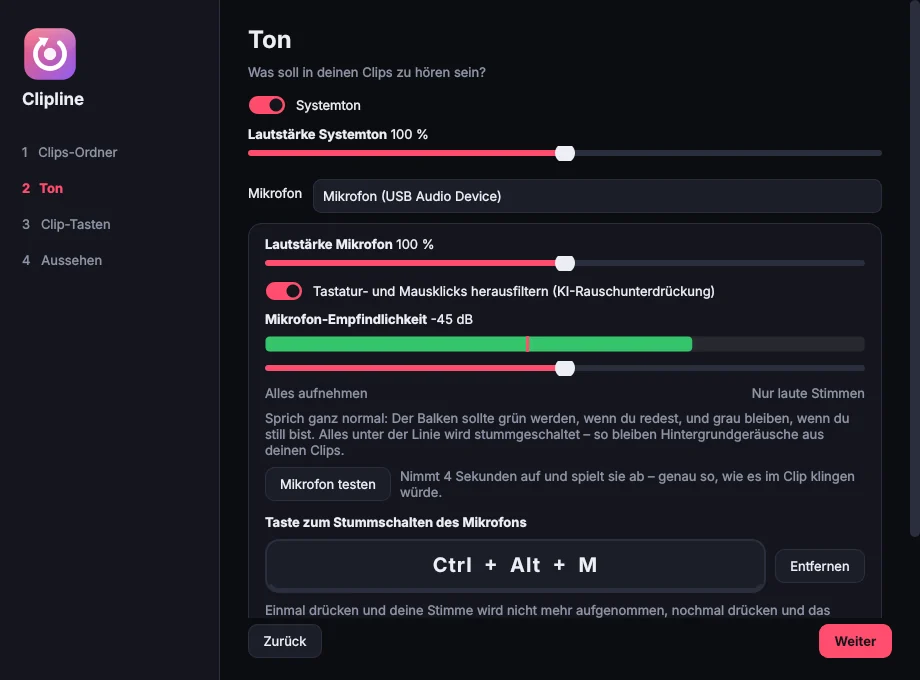 Clipline
1 Clips-Ordner
2 Ton
3 Clip-Tasten
4 Aussehen
Ton
Was soll in deinen Clips zu hören sein?
Systemton
Lautstärke Systemton 100 %
Mikrofon
Mikrofon (USB Audio Device)
Lautstärke Mikrofon 100 %
Tastatur- und Mausklicks herausfiltern (KI-Rauschunterdrückung)
Mikrofon-Empfindlichkeit -45 dB
Alles aufnehmen
Nur laute Stimmen
Sprich ganz normal: Der Balken sollte grün werden, wenn du redest, und grau bleiben, wenn du
still bist. Alles unter der Linie wird stummgeschaltet – so bleiben Hintergrundgeräusche aus
deinen Clips.
Mikrofon testen
Nimmt 4 Sekunden auf und spielt sie ab – genau so, wie es im Clip klingen
würde.
Taste zum Stummschalten des Mikrofons
Ctrl + Alt + M
Entfernen
Einmal drücken und deine Stimme wird nicht mehr aufgenommen, nochmal drücken und das
Zurück
Weiter